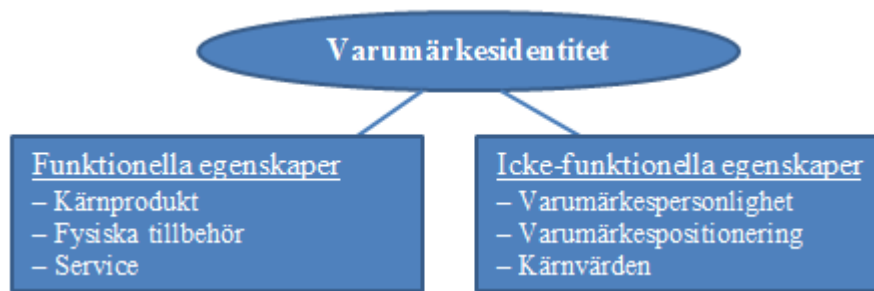 Varumärkesidentitet
Funktionella egenskaper
– Kärnprodukt
– Fysiska tillbehör
– Service
Icke-funktionella egenskaper
– Varumärkespersonlighet
– Varumärkespositionering
– Kärnvärden